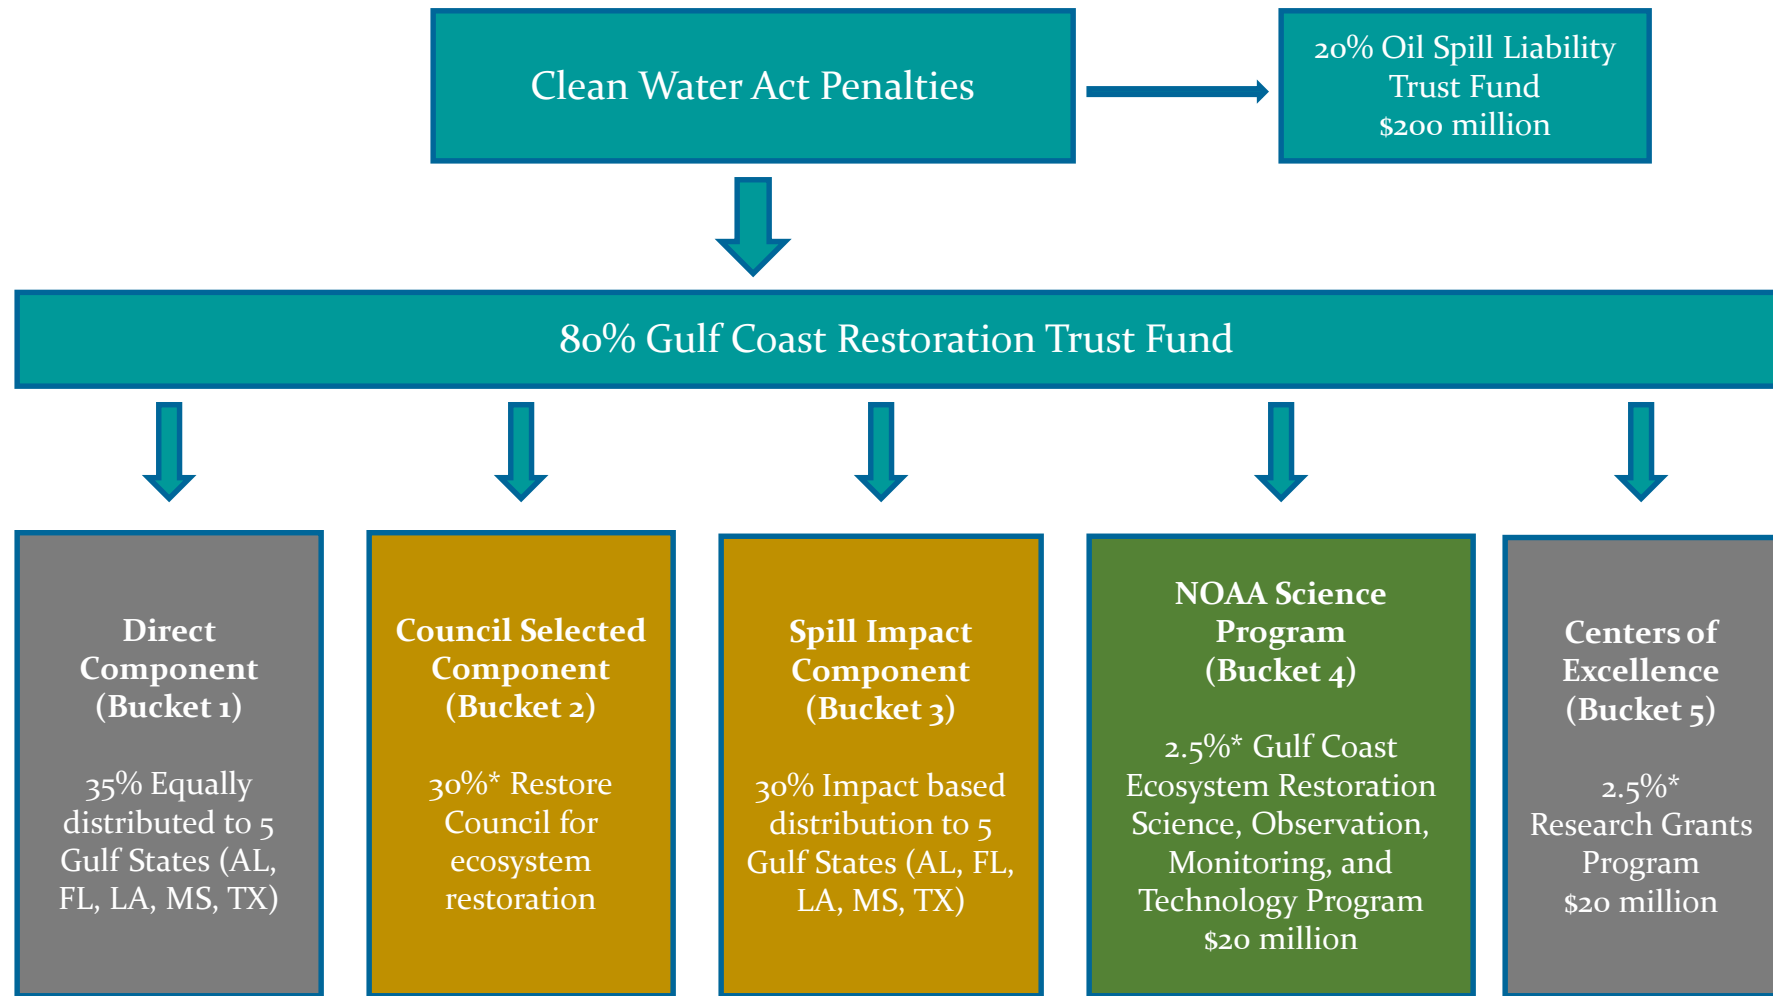 Clean Water Act Penalties
20% Oil Spill Liability
Trust Fund
$200 million
80% Gulf Coast Restoration Trust Fund
Direct
Component
(Bucket 1)
35% Equally
distributed to 5
Gulf States (AL,
FL, LA, MS, TX)
Council Selected
Component
(Bucket 2)
30%* Restore
Council for
ecosystem
restoration
Spill Impact
Component
(Bucket 3)
30% Impact based
distribution to 5
Gulf States (AL, FL,
LA, MS, TX)
NOAA Science
Program
(Bucket 4)
2.5%* Gulf Coast
Ecosystem Restoration
Science, Observation,
Monitoring, and
Technology Program
$20 million
Centers of
Excellence
(Bucket 5)
2.5%*
Research Grants
Program
$20 million